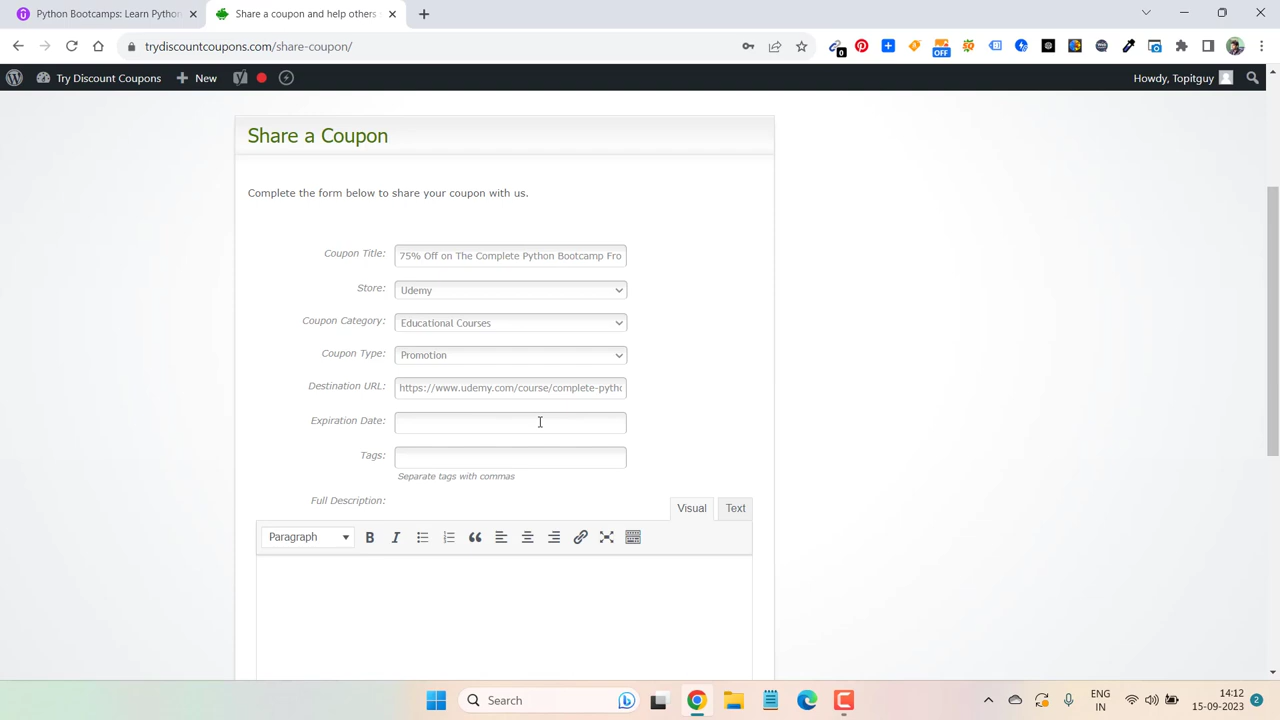 Python Bootcamps: Learn Python
Share a coupon and help others
trydiscountcoupons.com/share-coupon/
0
OFF
Try Discount Coupons
New
Howdy, Topitguy
Share a Coupon
Complete the form below to share your coupon with us.
Coupon Title: 75% Off on The Complete Python Bootcamp Fro
Store: Udemy
Coupon Category: Educational Courses
Coupon Type: Promotion
Destination URL: https://www.udemy.com/course/complete-pytho
Expiration Date:
Tags:
Separate tags with commas
Full Description:
Visual Text
Paragraph
B I
Search
ENG
IN
14:12
15-09-2023
2